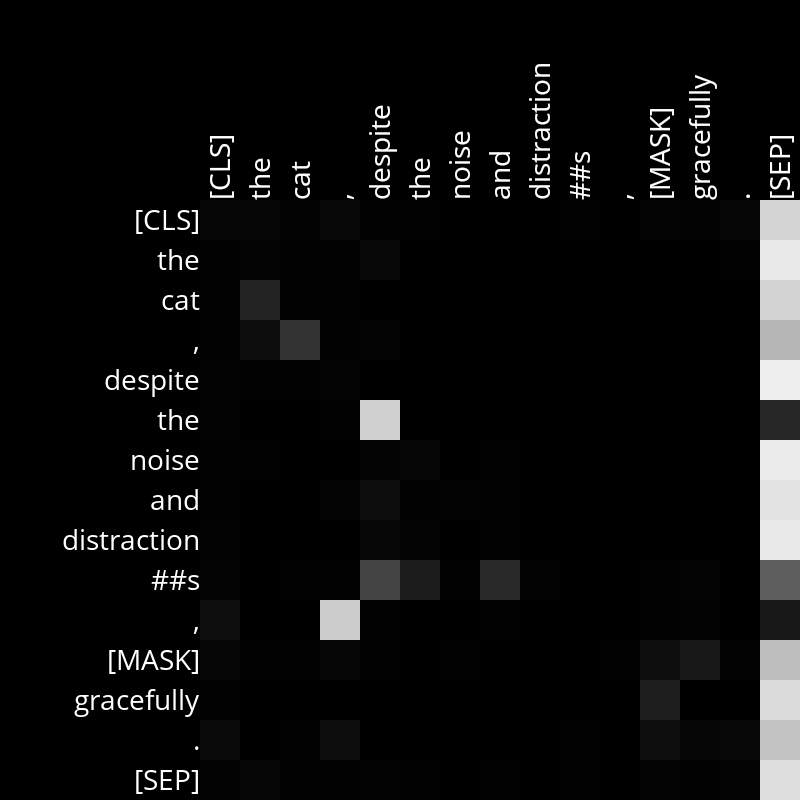 [CLS]
the
cat
,
despite
the
noise
and
distraction
##s
,
[MASK]
gracefully
.
[SEP]
[CLS]
the
cat
,
despite
the
noise
and
distraction
##s
,
[MASK]
gracefully
.
[SEP]